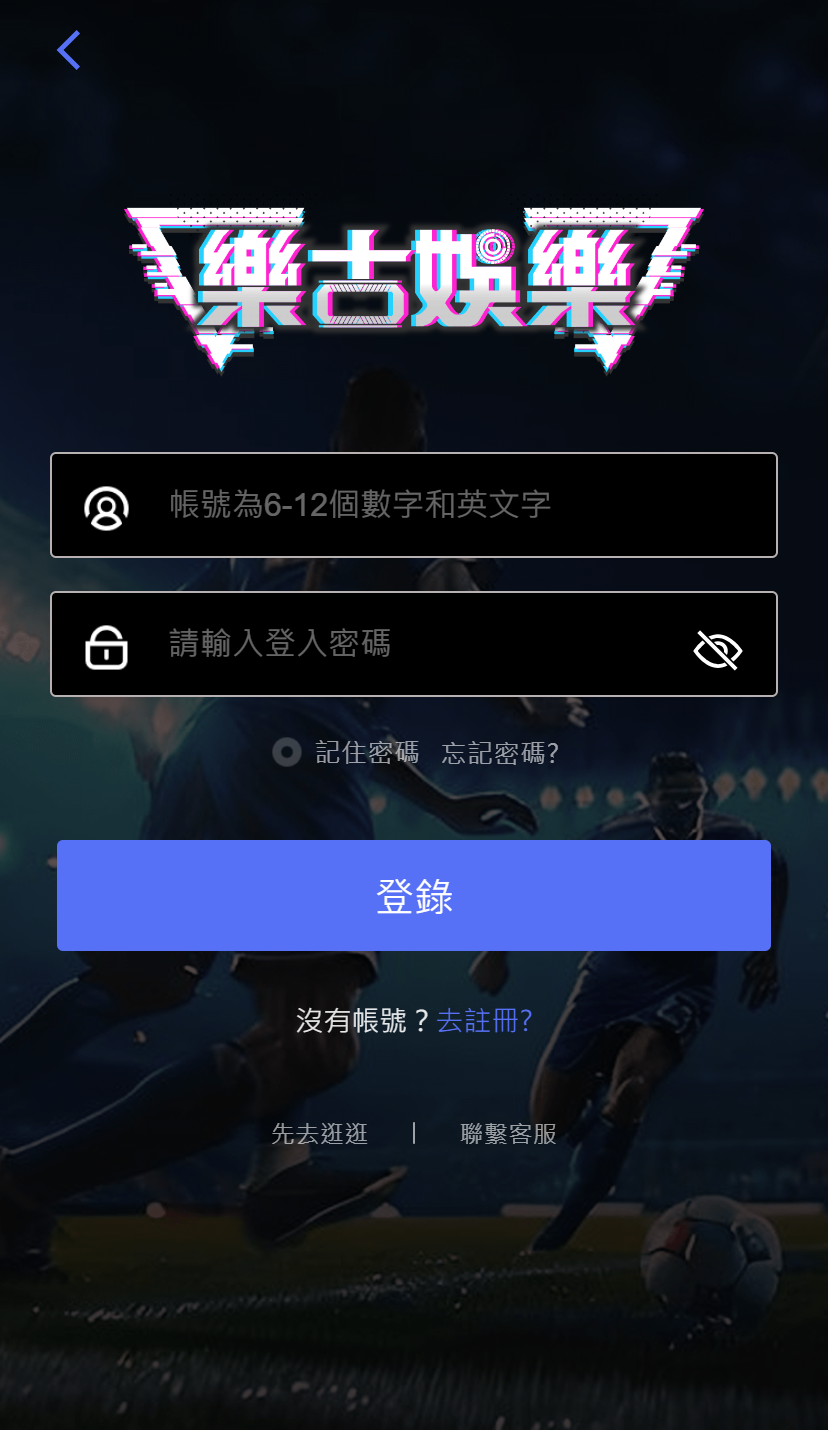 樂古娛樂
帳號為6-12個數字和英文字
請輸入登入密碼
記住密碼 忘記密碼?
登錄
沒有帳號？去註冊?
先去逛逛 | 聯繫客服